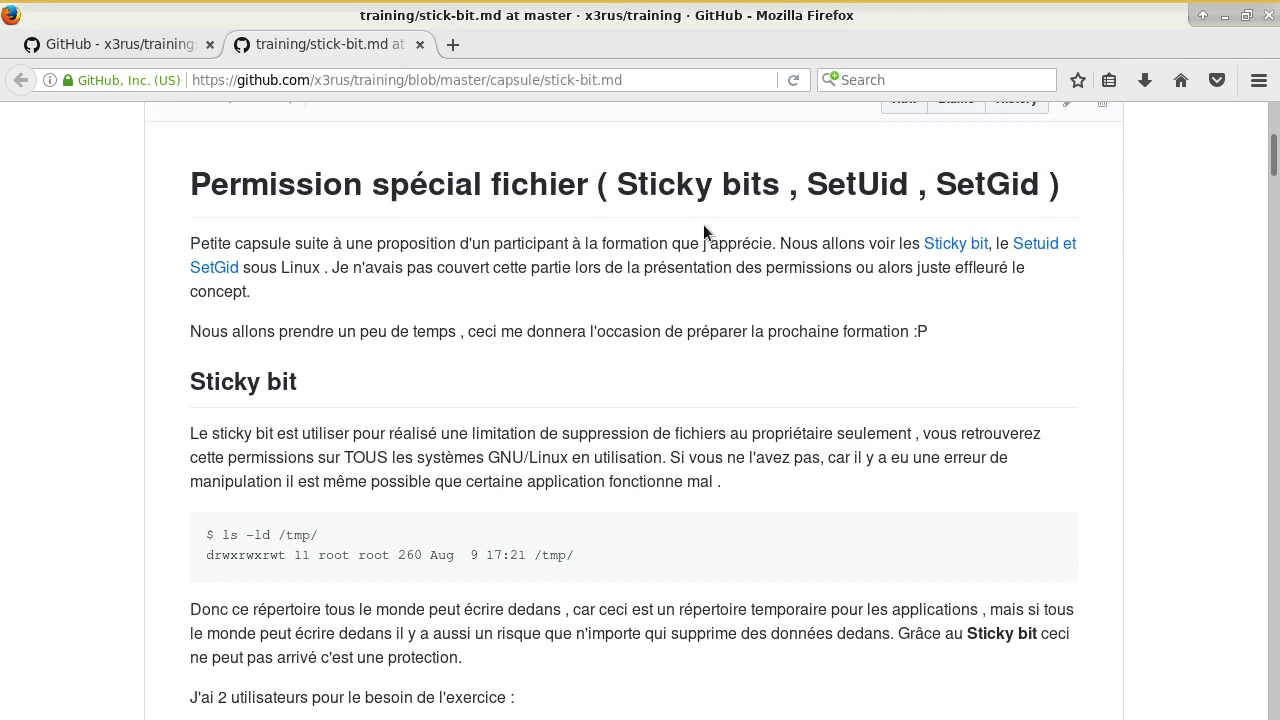 training/stick-bit.md at master · x3rus/training · GitHub - Mozilla Firefox
GitHub - x3rus/training:
training/stick-bit.md at
GitHub, Inc. (US)
https://github.com/x3rus/training/blob/master/capsule/stick-bit.md
Search
Raw Blame History
Permission spécial fichier ( Sticky bits , SetUid , SetGid )
Petite capsule suite à une proposition d'un participant à la formation que j'apprécie. Nous allons voir les Sticky bit, le Setuid et
SetGid sous Linux . Je n'avais pas couvert cette partie lors de la présentation des permissions ou alors juste effleuré le
concept.
Nous allons prendre un peu de temps , ceci me donnera l'occasion de préparer la prochaine formation :P
Sticky bit
Le sticky bit est utiliser pour réalisé une limitation de suppression de fichiers au propriétaire seulement , vous retrouverez
cette permissions sur TOUS les systèmes GNU/Linux en utilisation. Si vous ne l'avez pas, car il y a eu une erreur de
manipulation il est même possible que certaine application fonctionne mal .
$ ls -ld /tmp/
drwxrwxrwt 11 root root 260 Aug  9 17:21 /tmp/
Donc ce répertoire tous le monde peut écrire dedans , car ceci est un répertoire temporaire pour les applications , mais si tous
le monde peut écrire dedans il y a aussi un risque que n'importe qui supprime des données dedans. Grâce au Sticky bit ceci
ne peut pas arrivé c'est une protection.
J'ai 2 utilisateurs pour le besoin de l'exercice :